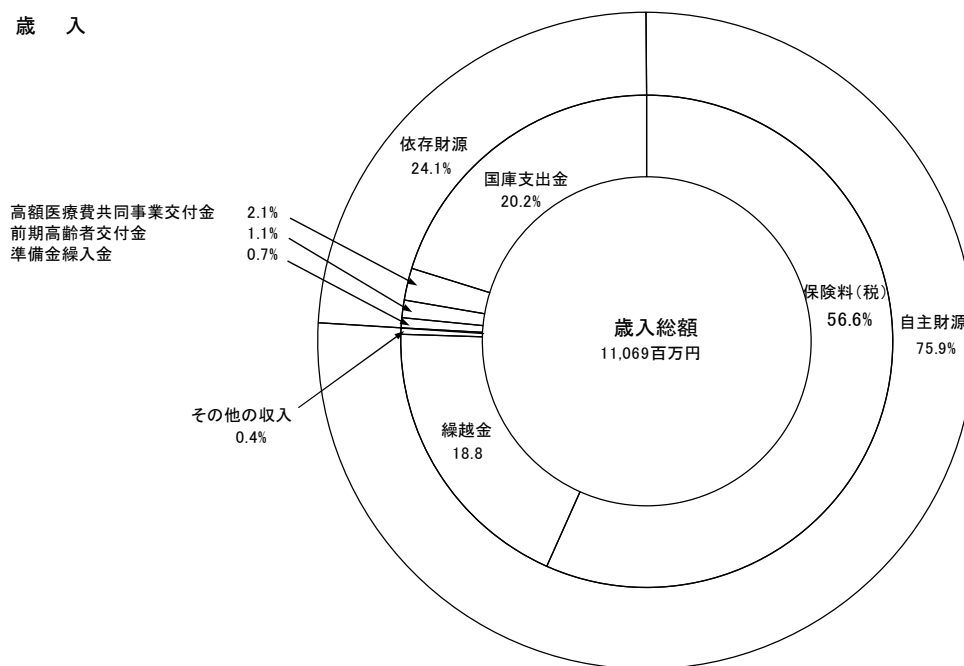 歳 入
依存財源
24.1%
国庫支出金
20.2%
高額医療費共同事業交付金 2.1%
前期高齢者交付金 1.1%
準備金繰入金 0.7%
保険料(税)
56.6%
自主財源
75.9%
歳入総額
11,069百万円
その他の収入
0.4%
繰越金
18.8